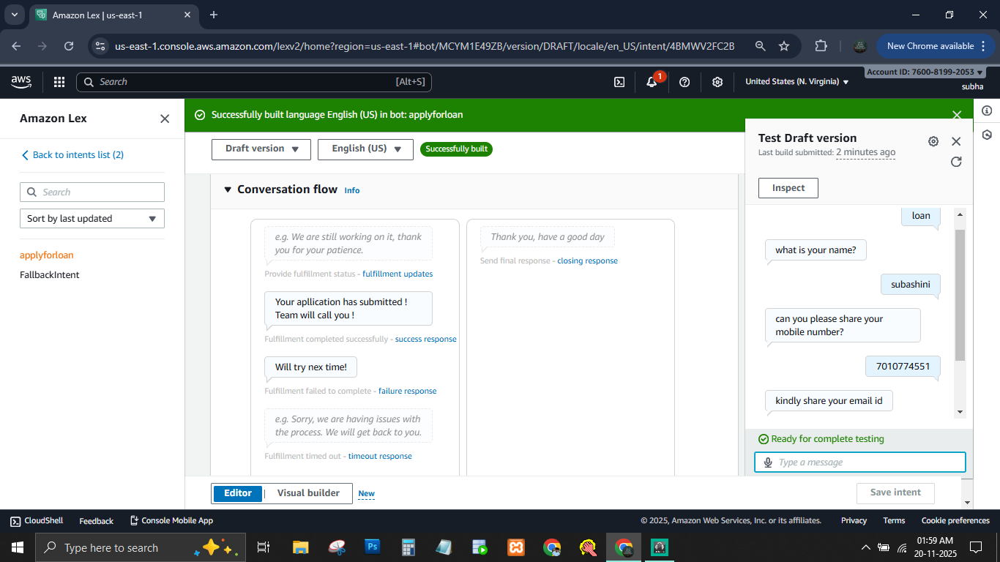 Amazon Lex | us-east-1
us-east-1.console.aws.amazon.com/lexv2/home?region=us-east-1#bot/MCYM1E49ZB/version/DRAFT/locale/en_US/intent/4BMWV2FC2B
New Chrome available
aws
Search
[Alt+S]
1
United States (N. Virginia)
Account ID: 7600-8199-2053
subha
Amazon Lex
Back to intents list (2)
Search
Sort by last updated
applyforloan
FallbackIntent
Successfully built language English (US) in bot: applyforloan
Draft version
English (US)
Successfully built
Conversation flow
Info
e.g. We are still working on it, thank
you for your patience.
Provide fulfillment status - fulfillment updates
Your apllication has submitted !
Team will call you !
Fulfillment completed successfully - success response
Will try nex time!
Fulfillment failed to complete - failure response
e.g. Sorry, we are having issues with
the process. We will get back to you.
Fulfillment timed out - timeout response
Thank you, have a good day
Send final response - closing response
Editor
Visual builder
New
Save intent
Test Draft version
Last build submitted: 2 minutes ago
Inspect
loan
what is your name?
subashini
can you please share your
mobile number?
7010774551
kindly share your email id
Ready for complete testing
Type a message
CloudShell
Feedback
Console Mobile App
© 2025, Amazon Web Services, Inc. or its affiliates.
Privacy
Terms
Cookie preferences
Type here to search
Ps
01:59 AM
20-11-2025